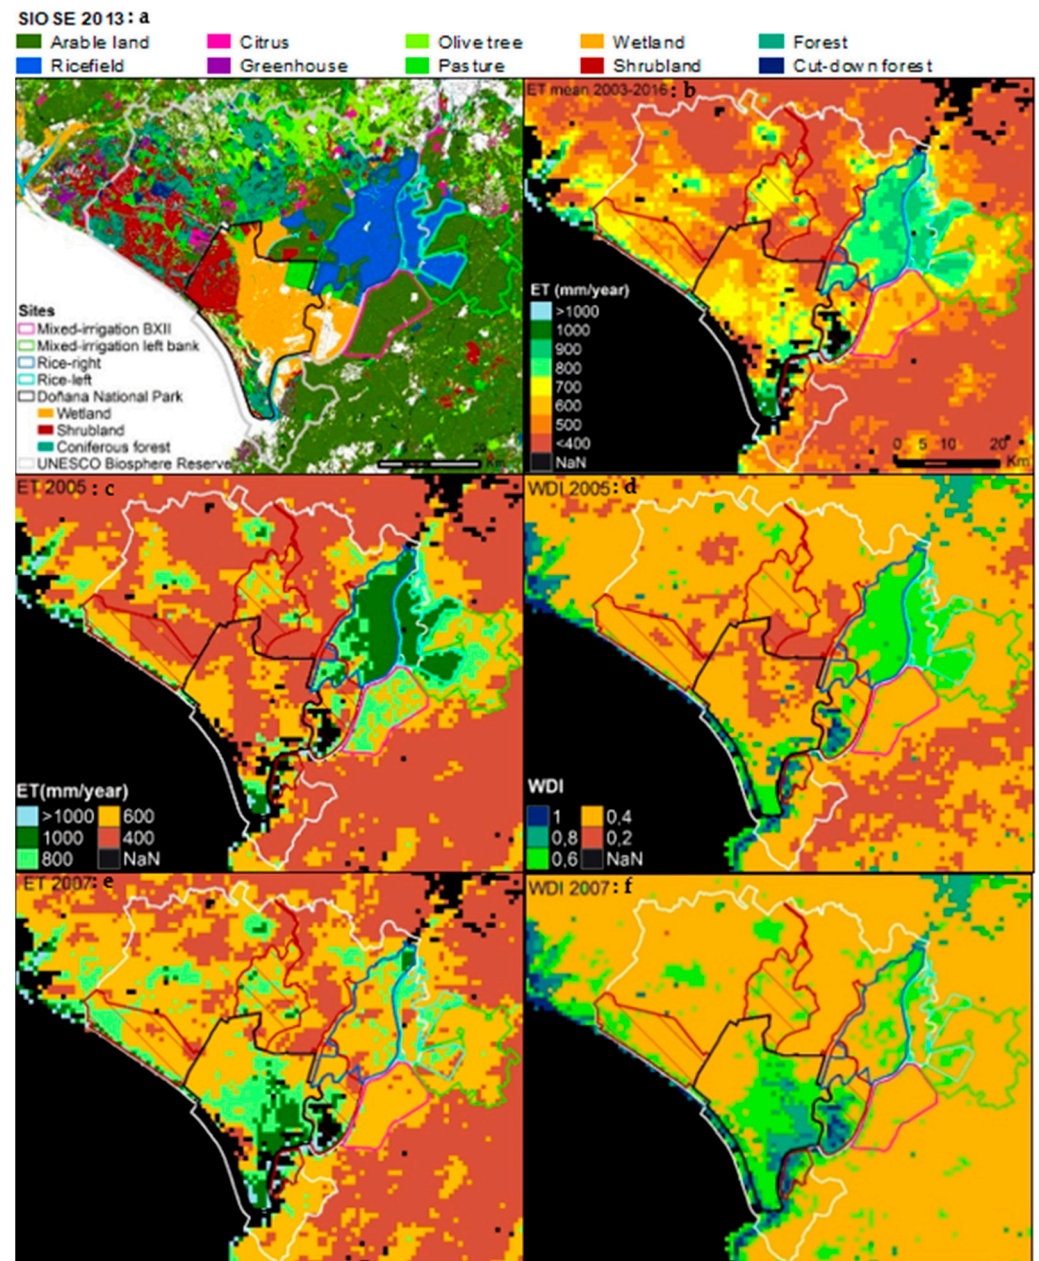 SIOSE 2013: a
Arable land Citrus Olive tree Wetland Forest
Ricefield Greenhouse Pasture Shrubland Cut-down forest
Sites
Mixed-irrigation BXII
Mixed-irrigation left bank
Rice-right
Rice-left
Doñana National Park
Wetland
Shrubland
Coniferous forest
UNESCO Biosphere Reserve
20
Km
ET mean 2003-2016: b
ET (mm/year)
>1000
1000
900
800
700
600
500
<400
NaN
0 5 10 20
Km
ET 2005: c
ET(mm/year)
>1000 600
1000 400
800 NaN
WDI 2005: d
WDI
1 0,4
0,8 0,2
0,6 NaN
ET 2007: e
WDI 2007: f